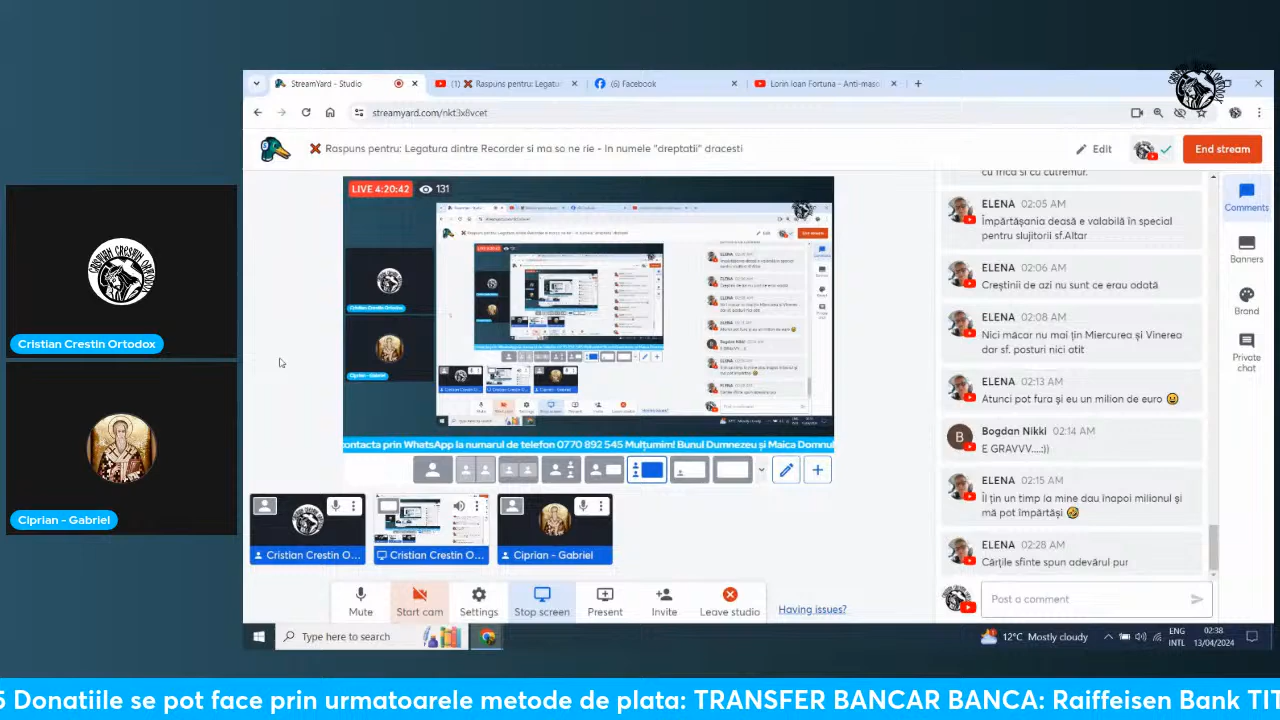 StreamYard - Studio
(1) ❌ Raspuns pentru: Legatu
(6) Facebook
Lorin Ioan Fortuna - Anti-maso
streamyard.com/nkt3x8vcet
❌ Raspuns pentru: Legatura dintre Recorder si ma so ne rie - In numele "dreptatii" dracesti
Edit
End stream
LIVE 4:20:42
131
cu mica si cu cutremur.
ELENA 02:05 AM
Împărtășania deasă e valabilă în special
pentru slujitorii sf.Altar
ELENA 02:06 AM
Creștinii de azi nu sunt ce erau odată
ELENA 02:08 AM
Nici măcar nu mai țin Miercurea și Vinerea
dar sf. posturi nici atit
ELENA 02:13 AM
Atunci pot fura și eu un milion de euro
B
Bogdan Nikki 02:14 AM
E GRAVVV....:))
ELENA 02:15 AM
Îl țin un timp la mine dau înapoi milionul și
mă pot împărtăși
ELENA 02:28 AM
Cărțile sfinte spun adevărul pur
Post a comment
Comments
Banners
Brand
Private
chat
Cristian Crestin Ortodox
Ciprian - Gabriel
contacta prin WhatsApp la numarul de telefon 0770 892 545 Mulțumim! Bunul Dumnezeu și Maica Domnul
Cristian Crestin O...
Cristian Crestin O...
Ciprian - Gabriel
Mute
Start cam
Settings
Stop screen
Present
Invite
Leave studio
Having issues?
Type here to search
12°C Mostly cloudy
ENG
INTL
02:38
13/04/2024
5 Donatiile se pot face prin urmatoarele metode de plata: TRANSFER BANCAR BANCA: Raiffeisen Bank TIT